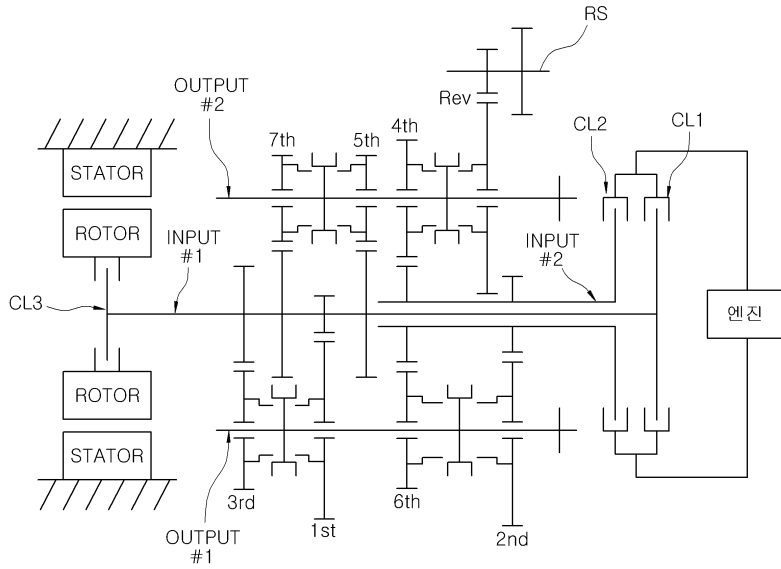 RS
OUTPUT
#2
Rev
7th
5th
4th
CL2
CL1
STATOR
ROTOR
INPUT
#1
INPUT
#2
CL3
엔진
ROTOR
STATOR
3rd
1st
6th
2nd
OUTPUT
#1